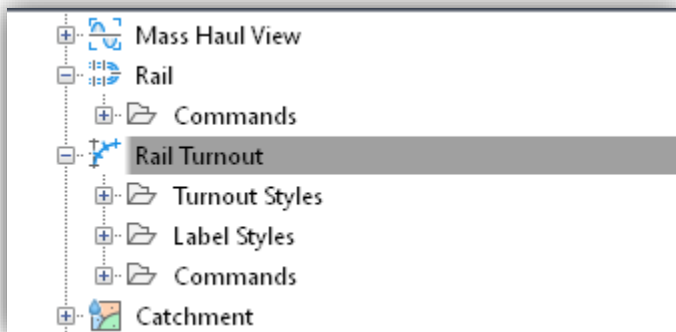 Mass Haul View
Rail
Commands
Rail Turnout
Turnout Styles
Label Styles
Commands
Catchment